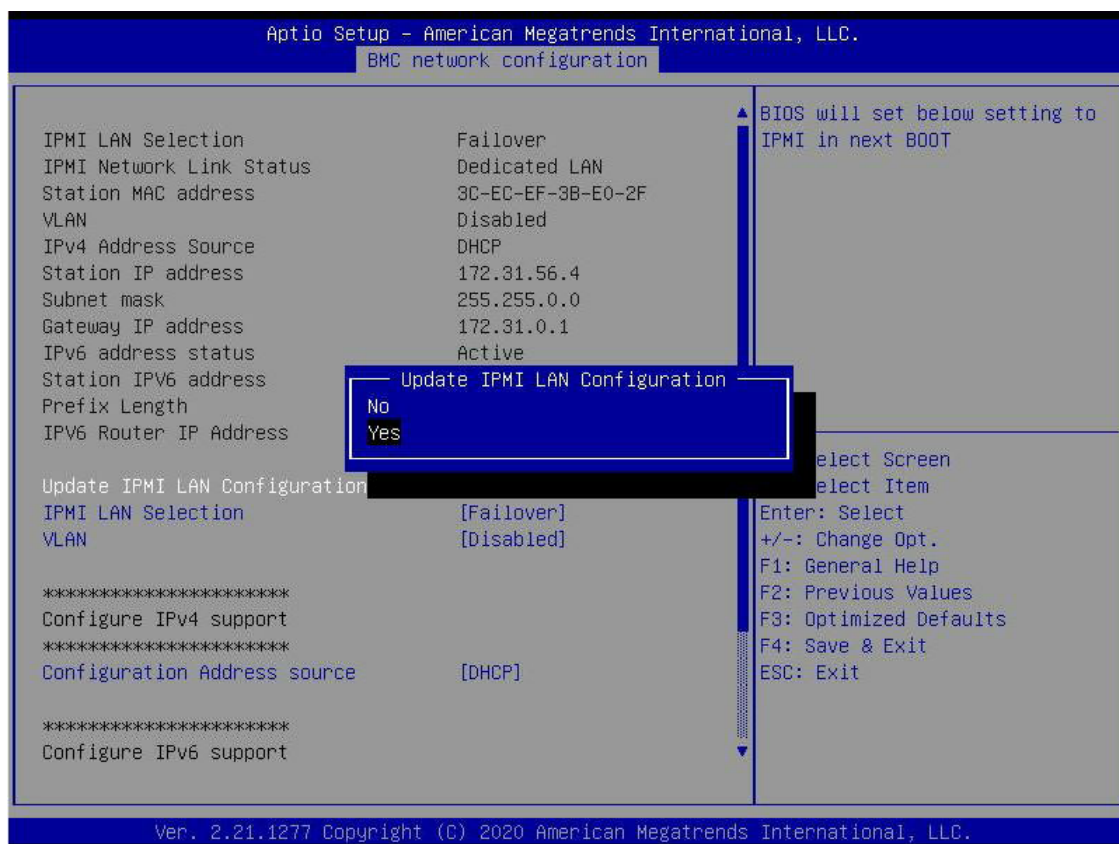 Aptio Setup – American Megatrends International, LLC.
BMC network configuration
BIOS will set below setting to
IPMI in next BOOT
IPMI LAN Selection Failover
IPMI Network Link Status Dedicated LAN
Station MAC address 3C-EC-EF-3B-E0-2F
VLAN Disabled
IPv4 Address Source DHCP
Station IP address 172.31.56.4
Subnet mask 255.255.0.0
Gateway IP address 172.31.0.1
IPv6 address status Active
Station IPV6 address
Prefix Length
IPV6 Router IP Address
Update IPMI LAN Configuration
No
Yes
Update IPMI LAN Configuration
IPMI LAN Selection [Failover]
VLAN [Disabled]
**********************
Configure IPv4 support
**********************
Configuration Address source [DHCP]
**********************
Configure IPv6 support
elect Screen
elect Item
Enter: Select
+/-: Change Opt.
F1: General Help
F2: Previous Values
F3: Optimized Defaults
F4: Save & Exit
ESC: Exit
Ver. 2.21.1277 Copyright (C) 2020 American Megatrends International, LLC.